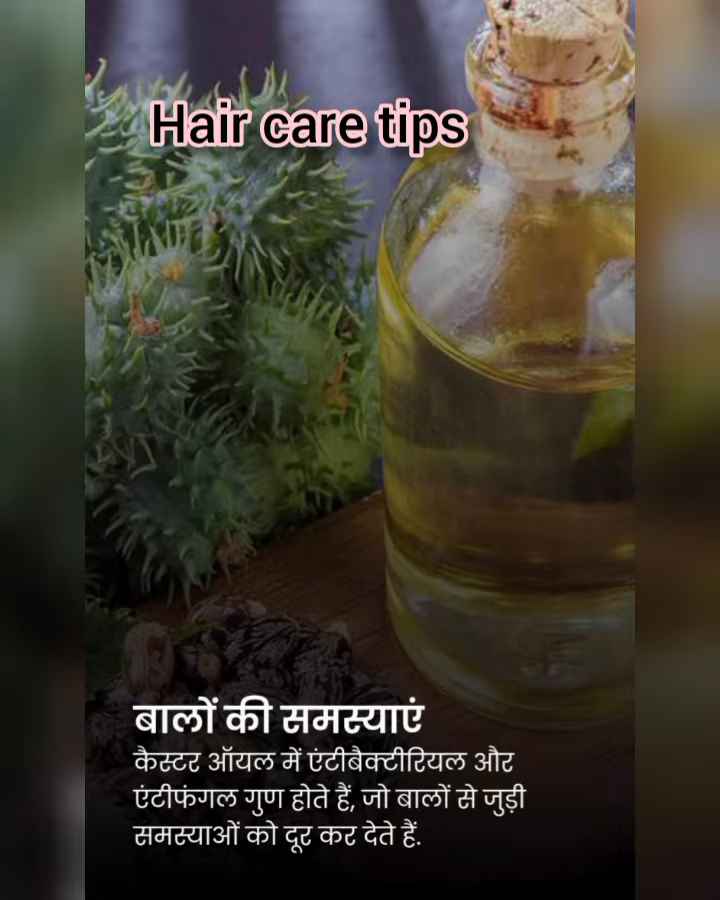 Hair care tips
बालों की समस्याएं
कैस्टर ऑयल में एंटीबैक्टीरियल और
एंटीफंगल गुण होते हैं, जो बालों से जुड़ी
समस्याओं को दूर कर देते हैं.